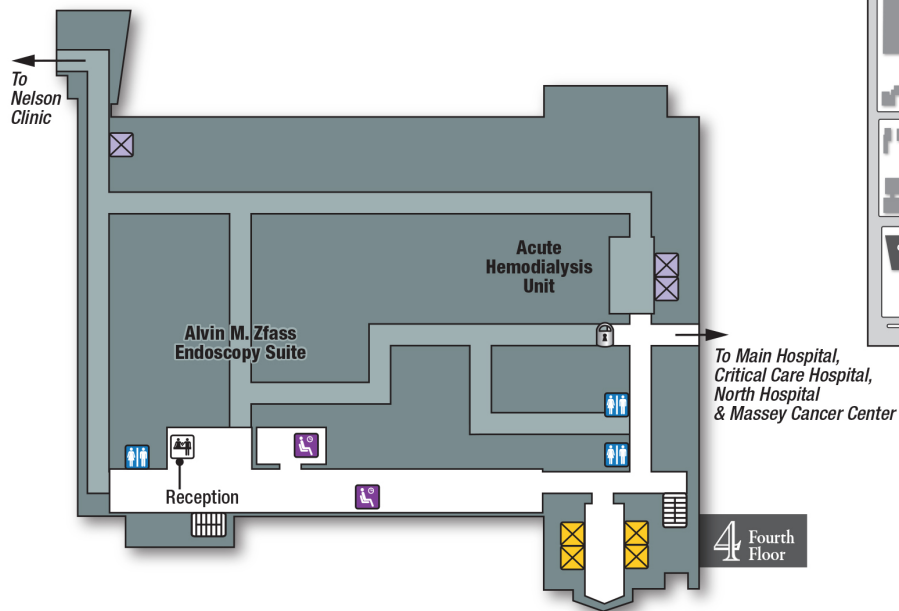 To
Nelson
Clinic
Acute
Hemodialysis
Unit
Alvin M. Zfass
Endoscopy Suite
To Main Hospital,
Critical Care Hospital,
North Hospital
& Massey Cancer Center
Reception
4 Fourth
Floor